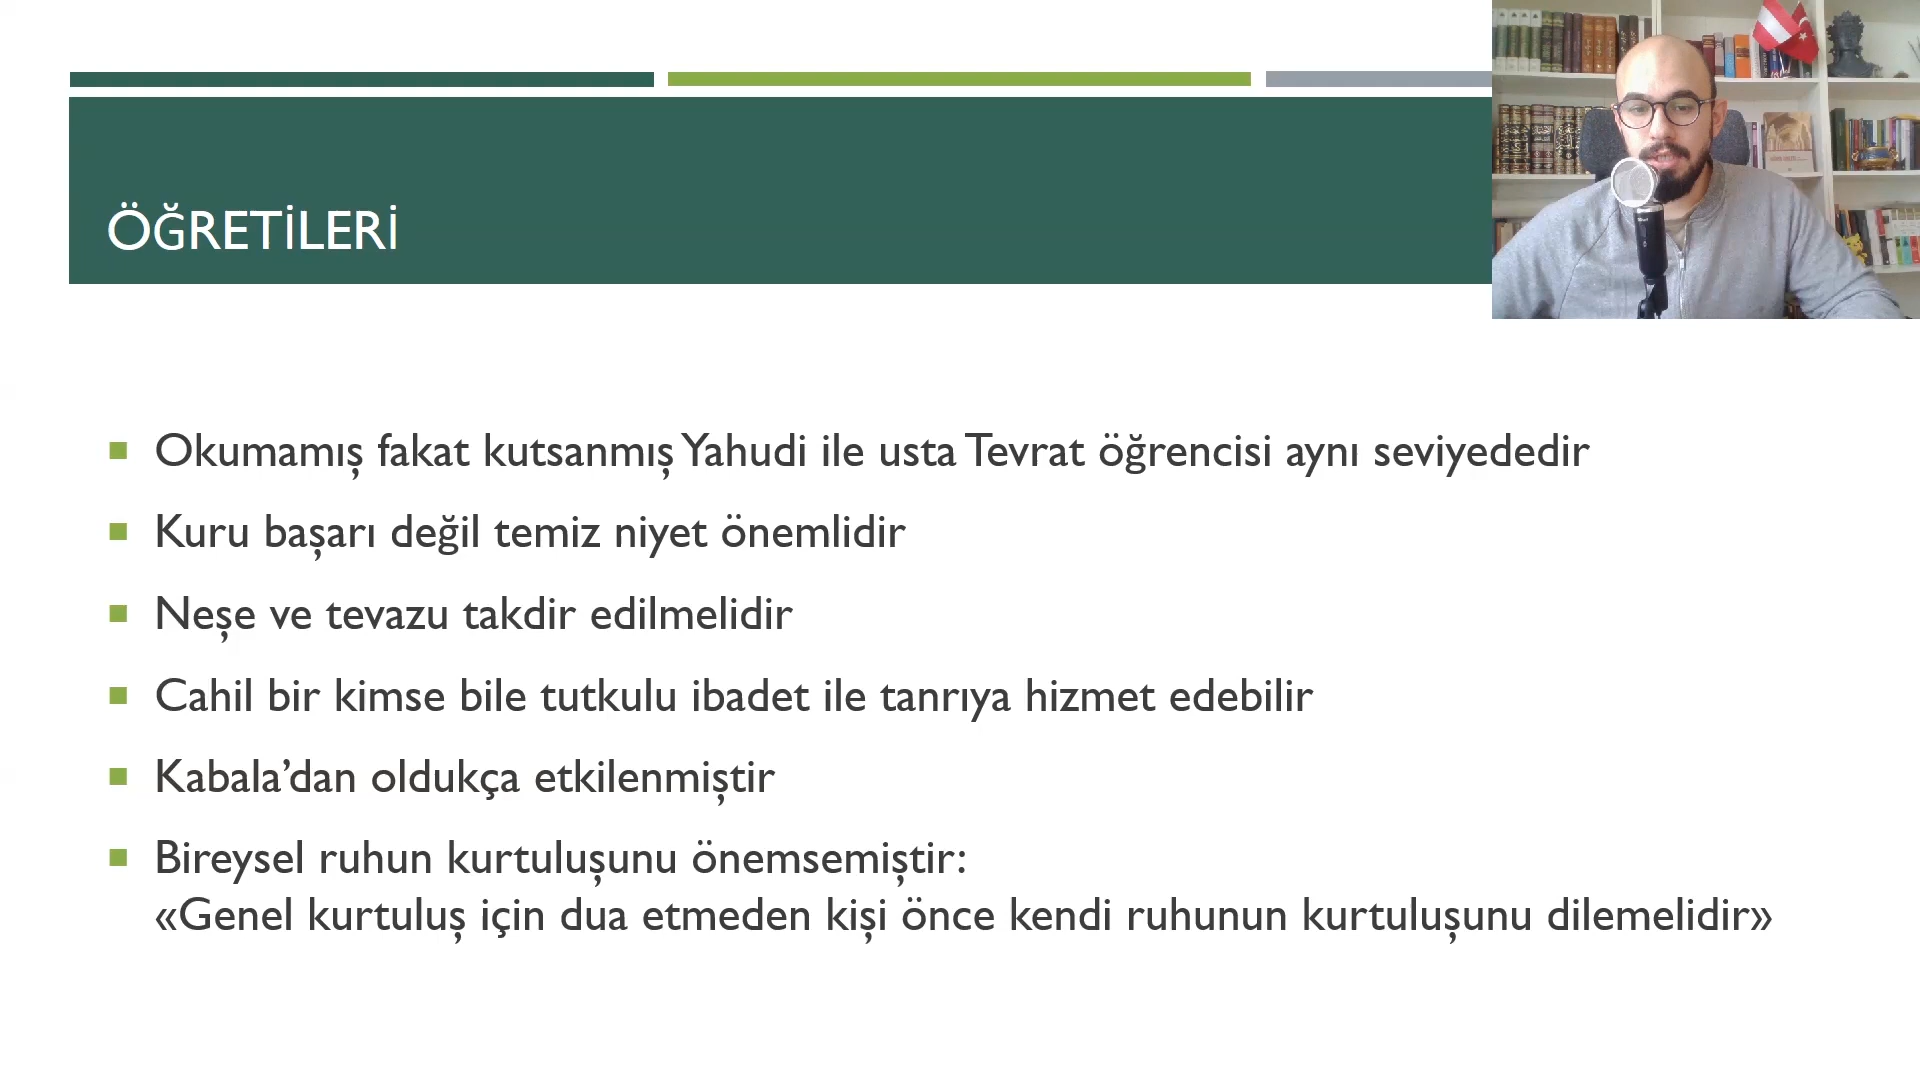 ÖĞRETİLERİ
Okumamış fakat kutsanmış Yahudi ile usta Tevrat öğrencisi aynı seviyededir
Kuru başarı değil temiz niyet önemlidir
Neşe ve tevazu takdir edilmelidir
Cahil bir kimse bile tutkulu ibadet ile tanrıya hizmet edebilir
Kabala’dan oldukça etkilenmiştir
Bireysel ruhun kurtuluşunu önemsemiştir:
«Genel kurtuluş için dua etmeden kişi önce kendi ruhunun kurtuluşunu dilemelidir»